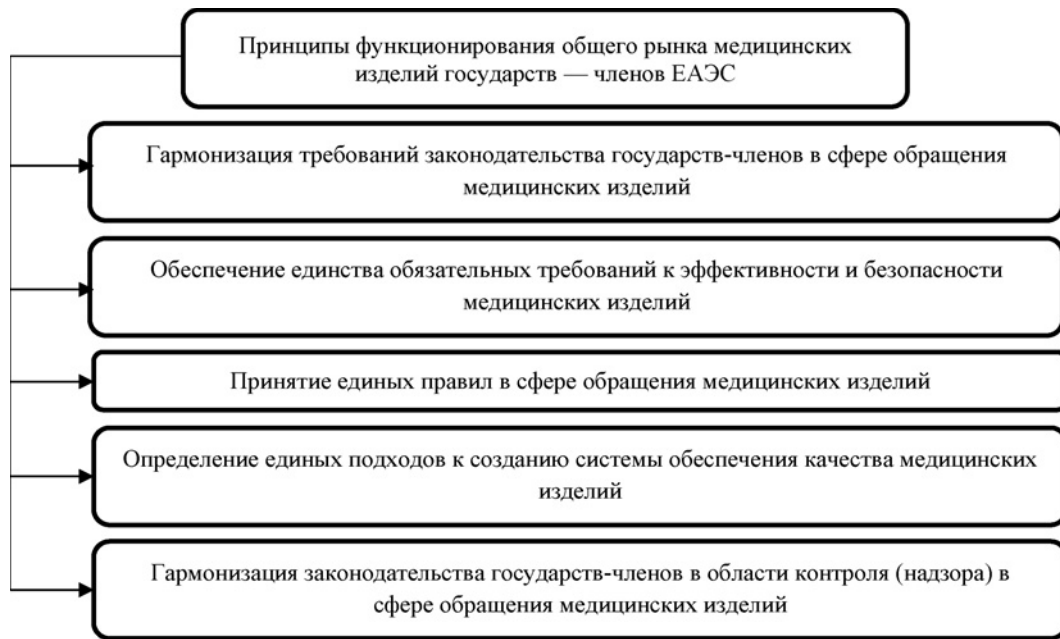 Принципы функционирования общего рынка медицинских
изделий государств — членов ЕАЭС
Гармонизация требований законодательства государств-членов в сфере обращения
медицинских изделий
Обеспечение единства обязательных требований к эффективности и безопасности
медицинских изделий
Принятие единых правил в сфере обращения медицинских изделий
Определение единых подходов к созданию системы обеспечения качества медицинских
изделий
Гармонизация законодательства государств-членов в области контроля (надзора) в
сфере обращения медицинских изделий